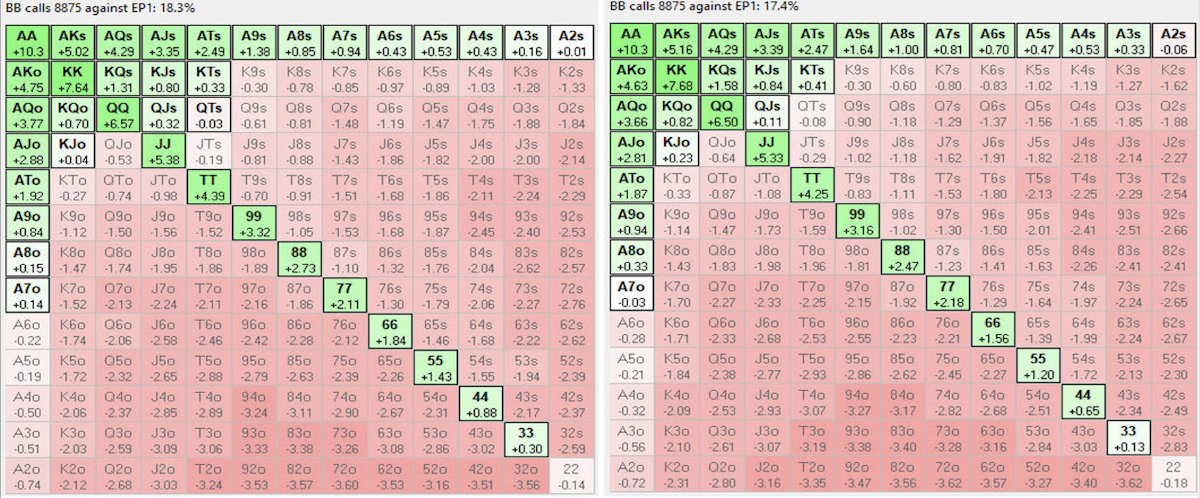 BB calls 8875 against EP1: 18.3%
AA AKs AQs AJs ATs A9s A8s A7s A6s A5s A4s A3s A2s
+10.3 +5.02 +4.29 +3.35 +2.49 +1.38 +0.85 +0.94 +0.43 +0.53 +0.43 +0.16 +0.01
AKo KK KQs KJs KTs K9s K8s K7s K6s K5s K4s K3s K2s
+4.75 +7.64 +1.31 +0.80 +0.33 -0.30 -0.78 -0.85 -0.97 -0.89 -1.03 -1.28 -1.33
AQo KQo QQ QJs QTs Q9s Q8s Q7s Q6s Q5s Q4s Q3s Q2s
+3.77 +0.70 +6.57 +0.32 -0.03 -0.61 -0.81 -1.48 -1.19 -1.47 -1.75 -1.88 -1.84
AJo KJo QJo JJ JTs J9s J8s J7s J6s J5s J4s J3s J2s
+2.88 +0.04 -0.53 +5.38 -0.19 -0.81 -0.88 -1.43 -1.86 -1.82 -2.00 -2.00 -2.14
ATo KTo QTo JTo TT T9s T8s T7s T6s T5s T4s T3s T2s
+1.92 -0.27 -0.74 -0.98 +4.39 -0.70 -0.91 -1.51 -1.68 -1.86 -2.11 -2.24 -2.29
A9o K9o Q9o J9o T9o 99 98s 97s 96s 95s 94s 93s 92s
+0.84 -1.12 -1.50 -1.56 -1.52 +3.32 -1.05 -1.53 -1.68 -1.87 -2.45 -2.40 -2.53
A8o K8o Q8o J8o T8o 98o 88 87s 86s 85s 84s 83s 82s
+0.15 -1.47 -1.74 -1.95 -1.86 -1.89 +2.73 -1.10 -1.32 -1.76 -2.04 -2.62 -2.57
A7o K7o Q7o J7o T7o 97o 87o 77 76s 75s 74s 73s 72s
+0.14 -1.52 -2.13 -2.24 -2.11 -2.16 -1.86 +2.11 -1.30 -1.79 -2.06 -2.27 -2.76
A6o K6o Q6o J6o T6o 96o 86o 76o 66 65s 64s 63s 62s
-0.22 -1.74 -2.06 -2.58 -2.46 -2.42 -2.28 -2.12 +1.84 -1.46 -1.68 -2.22 -2.62
A5o K5o Q5o J5o T5o 95o 85o 75o 65o 55 54s 53s 52s
-0.19 -1.72 -2.32 -2.65 -2.88 -2.79 -2.63 -2.39 -2.26 +1.43 -1.55 -1.94 -2.39
A4o K4o Q4o J4o T4o 94o 84o 74o 64o 54o 44 43s 42s
-0.50 -2.06 -2.37 -2.85 -2.89 -3.24 -3.11 -2.90 -2.67 -2.31 +0.88 -2.17 -2.37
A3o K3o Q3o J3o T3o 93o 83o 73o 63o 53o 43o 33 32s
-0.51 -2.03 -2.59 -3.09 -3.06 -3.33 -3.38 -3.26 -3.08 -2.86 -3.02 +0.30 -2.59
A2o K2o Q2o J2o T2o 92o 82o 72o 62o 52o 42o 32o 22
-0.74 -2.12 -2.68 -3.03 -3.24 -3.53 -3.57 -3.60 -3.53 -3.16 -3.51 -3.56 -0.14
BB calls 8875 against EP1: 17.4%
AA AKs AQs AJs ATs A9s A8s A7s A6s A5s A4s A3s A2s
+10.3 +5.16 +4.29 +3.39 +2.47 +1.64 +1.00 +0.81 +0.70 +0.47 +0.53 +0.33 -0.06
AKo KK KQs KJs KTs K9s K8s K7s K6s K5s K4s K3s K2s
+4.63 +7.68 +1.58 +0.84 +0.41 -0.30 -0.60 -0.80 -0.83 -0.92 -1.19 -1.27 -1.62
AQo KQo QQ QJs QTs Q9s Q8s Q7s Q6s Q5s Q4s Q3s Q2s
+3.66 +0.82 +6.50 +0.11 -0.08 -0.90 -1.18 -1.29 -1.37 -1.56 -1.65 -1.85 -1.88
AJo KJo QJo JJ JTs J9s J8s J7s J6s J5s J4s J3s J2s
+2.81 +0.23 -0.64 +5.33 -0.29 -1.02 -1.18 -1.62 -1.91 -1.82 -2.18 -2.14 -2.27
ATo KTo QTo JTo TT T9s T8s T7s T6s T5s T4s T3s T2s
+1.87 -0.33 -0.87 -1.08 +4.25 -0.83 -1.11 -1.53 -1.80 -2.13 -2.25 -2.29 -2.54
A9o K9o Q9o J9o T9o 99 98s 97s 96s 95s 94s 93s 92s
+0.94 -1.14 -1.47 -1.73 -1.59 +3.16 -1.02 -1.30 -1.50 -2.01 -2.41 -2.51 -2.66
A8o K8o Q8o J8o T8o 98o 88 87s 86s 85s 84s 83s 82s
+0.33 -1.43 -1.83 -1.98 -1.96 -1.81 +2.47 -1.23 -1.41 -1.63 -2.26 -2.41 -2.41
A7o K7o Q7o J7o T7o 97o 87o 77 76s 75s 74s 73s 72s
-0.03 -1.70 -2.27 -2.33 -2.25 -2.15 -1.92 +2.18 -1.29 -1.64 -1.97 -2.24 -2.65
A6o K6o Q6o J6o T6o 96o 86o 76o 66 65s 64s 63s 62s
-0.28 -1.71 -2.33 -2.68 -2.53 -2.55 -2.23 -2.21 +1.56 -1.39 -1.99 -2.24 -2.67
A5o K5o Q5o J5o T5o 95o 85o 75o 65o 55 54s 53s 52s
-0.21 -1.84 -2.38 -2.77 -2.93 -2.86 -2.62 -2.45 -2.27 +1.20 -1.72 -2.13 -2.30
A4o K4o Q4o J4o T4o 94o 84o 74o 64o 54o 44 43s 42s
-0.32 -2.09 -2.53 -2.93 -3.07 -3.27 -3.17 -2.82 -2.68 -2.51 +0.65 -2.34 -2.49
A3o K3o Q3o J3o T3o 93o 83o 73o 63o 53o 43o 33 32s
-0.56 -2.10 -2.61 -3.07 -3.19 -3.38 -3.40 -3.28 -3.16 -2.84 -3.03 +0.13 -2.83
A2o K2o Q2o J2o T2o 92o 82o 72o 62o 52o 42o 32o 22
-0.72 -2.31 -2.80 -3.16 -3.35 -3.47 -3.56 -3.62 -3.57 -3.27 -3.40 -3.62 -0.18